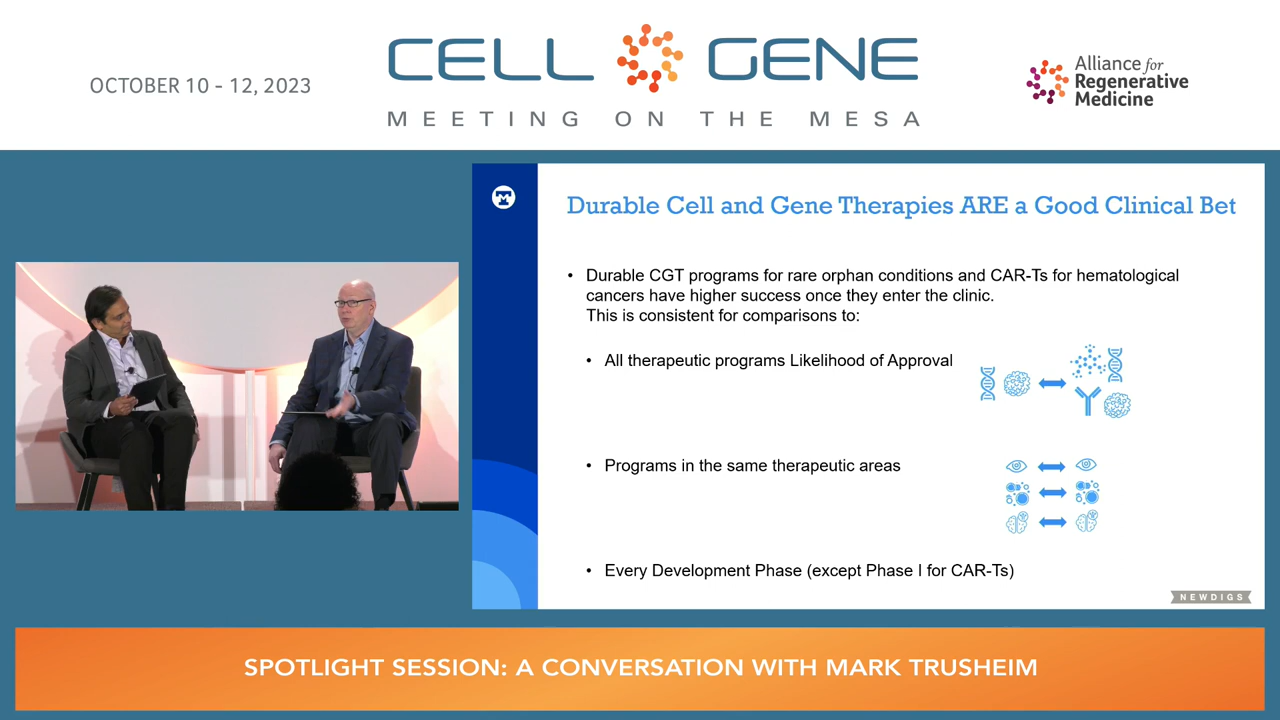 OCTOBER 10 - 12, 2023
CELL GENE
MEETING ON THE MESA
Alliance for
Regenerative
Medicine
Durable Cell and Gene Therapies ARE a Good Clinical Bet
• Durable CGT programs for rare orphan conditions and CAR-Ts for hematological
cancers have higher success once they enter the clinic.
This is consistent for comparisons to:
• All therapeutic programs Likelihood of Approval
• Programs in the same therapeutic areas
• Every Development Phase (except Phase I for CAR-Ts)
NEWDIGS
SPOTLIGHT SESSION: A CONVERSATION WITH MARK TRUSHEIM